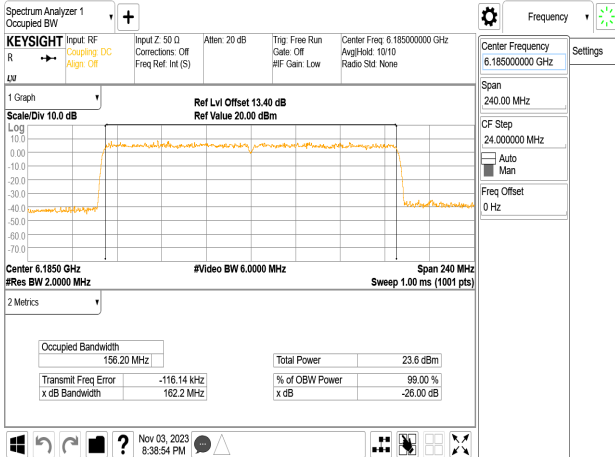 Spectrum Analyzer 1
Occupied BW
Frequency
KEYSIGHT
R
LXI
Input: RF
Coupling: DC
Align: Off
Input Z: 50 Ω
Corrections: Off
Freq Ref: Int (S)
Atten: 20 dB
Trig: Free Run
Gate: Off
#IF Gain: Low
Center Freq: 6.185000000 GHz
Avg|Hold: 10/10
Radio Std: None
Center Frequency
6.185000000 GHz
Settings
Span
240.00 MHz
CF Step
24.000000 MHz
Auto
Man
Freq Offset
0 Hz
1 Graph
Ref Lvl Offset 13.40 dB
Scale/Div 10.0 dB
Ref Value 20.00 dBm
Log
10.0
0.00
-10.0
-20.0
-30.0
-40.0
-50.0
-60.0
-70.0
Center 6.1850 GHz
#Video BW 6.0000 MHz
Span 240 MHz
#Res BW 2.0000 MHz
Sweep 1.00 ms (1001 pts)
2 Metrics
Occupied Bandwidth
156.20 MHz
Total Power 23.6 dBm
Transmit Freq Error -116.14 kHz
% of OBW Power 99.00 %
x dB Bandwidth 162.2 MHz
x dB -26.00 dB
?
Nov 03, 2023
8:38:54 PM